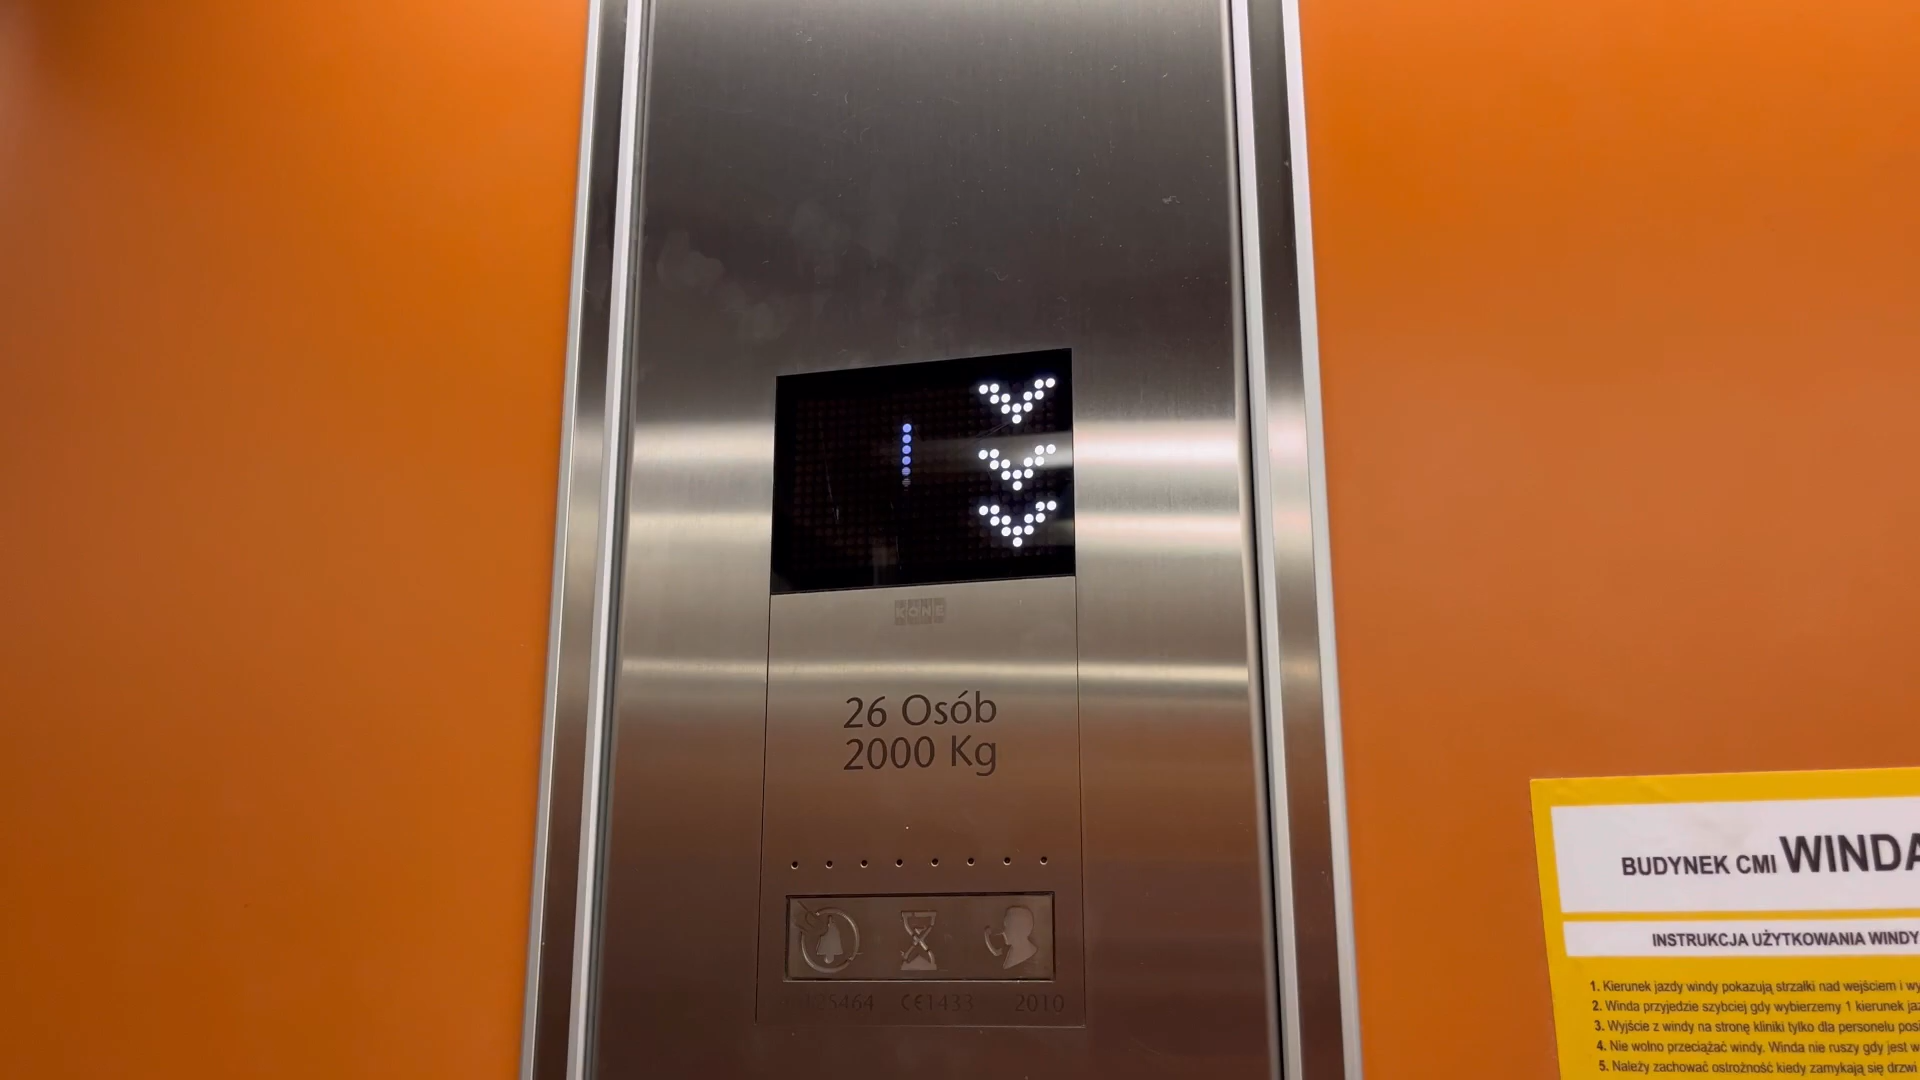 KONE
26 Osób
2000 Kg
CE1433 2010
BUDYNEK CMI WINDA
INSTRUKCJA UŻYTKOWANIA WINDY
1. Kierunek jazdy windy pokazują strzałki nad wejściem i
2. Winda przyjedzie szybciej gdy wybierzemy 1 kierunek
3. Wyjście z windy na stronę kliniki tylko dla personelu
4. Nie wolno przeciążać windy. Winda nie ruszy gdy jest
5. Należy zachować ostrożność kiedy zamykają się drzwi